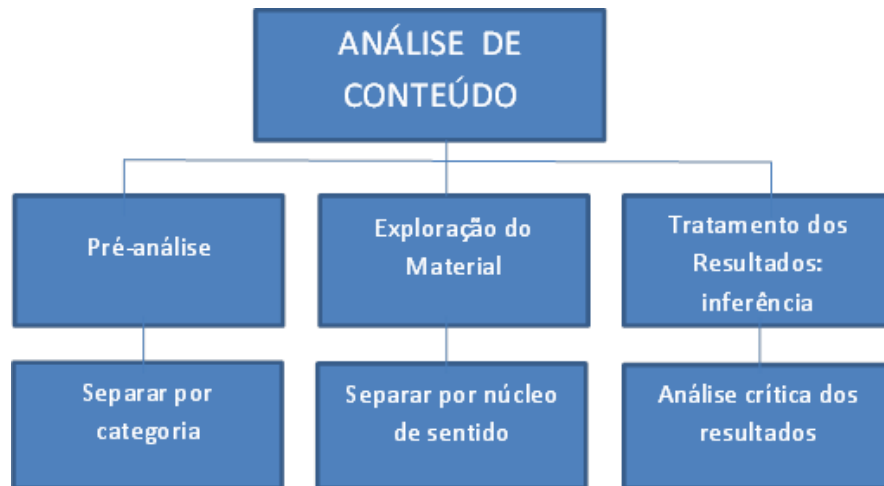 ANÁLISE DE
CONTEÚDO
Pré-análise
Exploração do
Material
Tratamento dos
Resultados:
inferência
Separar por
categoria
Separar por núcleo
de sentido
Análise crítica dos
resultados